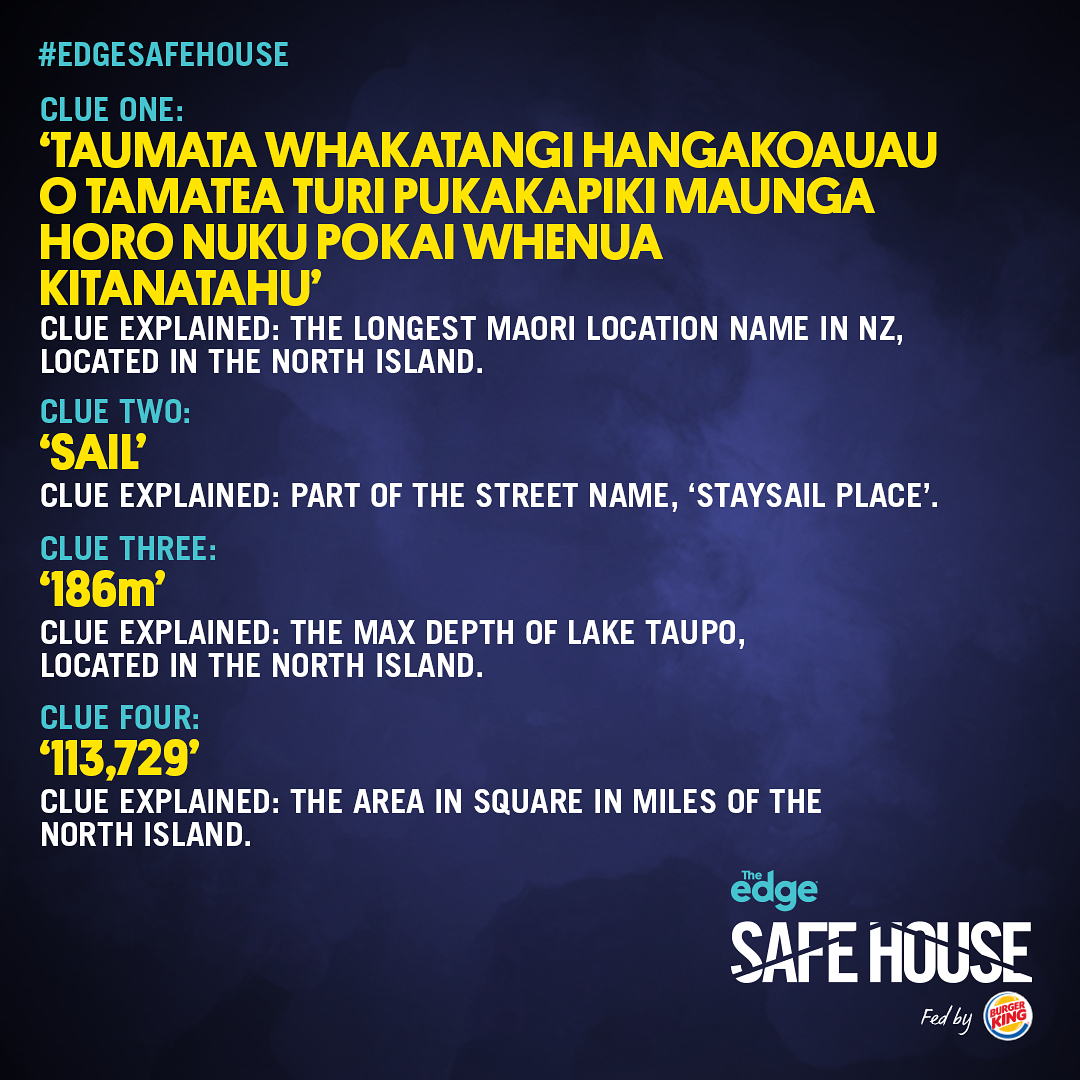 #EDGESAFEHOUSE
CLUE ONE:
‘TAUMATA WHAKATANGI HANGAKOAUAU
O TAMATEA TURI PUKAKAPIKI MAUNGA
HORO NUKU POKAI WHENUA
KITANATAHU’
CLUE EXPLAINED: THE LONGEST MAORI LOCATION NAME IN NZ,
LOCATED IN THE NORTH ISLAND.
CLUE TWO:
‘SAIL’
CLUE EXPLAINED: PART OF THE STREET NAME, ‘STAYSAIL PLACE’.
CLUE THREE:
‘186m’
CLUE EXPLAINED: THE MAX DEPTH OF LAKE TAUPO,
LOCATED IN THE NORTH ISLAND.
CLUE FOUR:
‘113,729’
CLUE EXPLAINED: THE AREA IN SQUARE IN MILES OF THE
NORTH ISLAND.
The
edge
SAFE HOUSE
Fed by
BURGER
KING